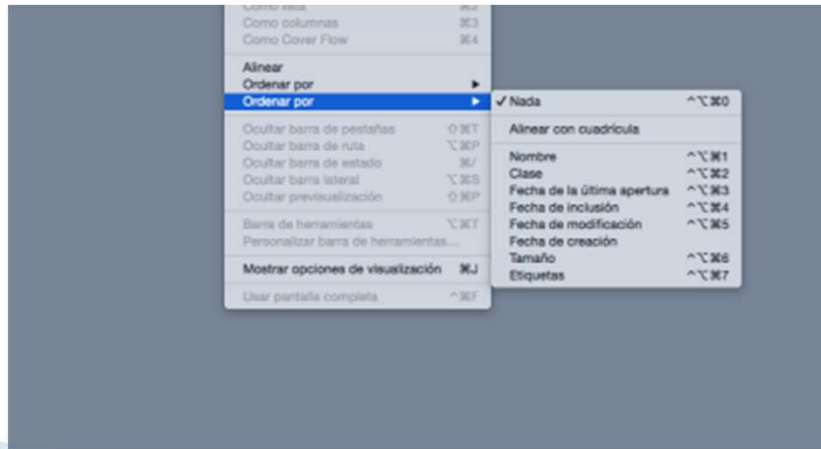 Como lista ⌘2
Como columnas ⌘3
Como Cover Flow ⌘4
Alinear
Ordenar por ▶
Ordenar por ▶
Ocultar barra de pestañas ⇧⌘T
Ocultar barra de ruta ⌥⌘P
Ocultar barra de estado ⌘/
Ocultar barra lateral ⌥⌘S
Ocultar previsualización ⇧⌘P
Barra de herramientas ⌥⌘T
Personalizar barra de herramientas...
Mostrar opciones de visualización ⌘J
Usar pantalla completa ^⌘F
✓ Nada ^⌥⌘0
Alinear con cuadrícula
Nombre ^⌥⌘1
Clase ^⌥⌘2
Fecha de la última apertura ^⌥⌘3
Fecha de inclusión ^⌥⌘4
Fecha de modificación ^⌥⌘5
Fecha de creación
Tamaño ^⌥⌘6
Etiquetas ^⌥⌘7